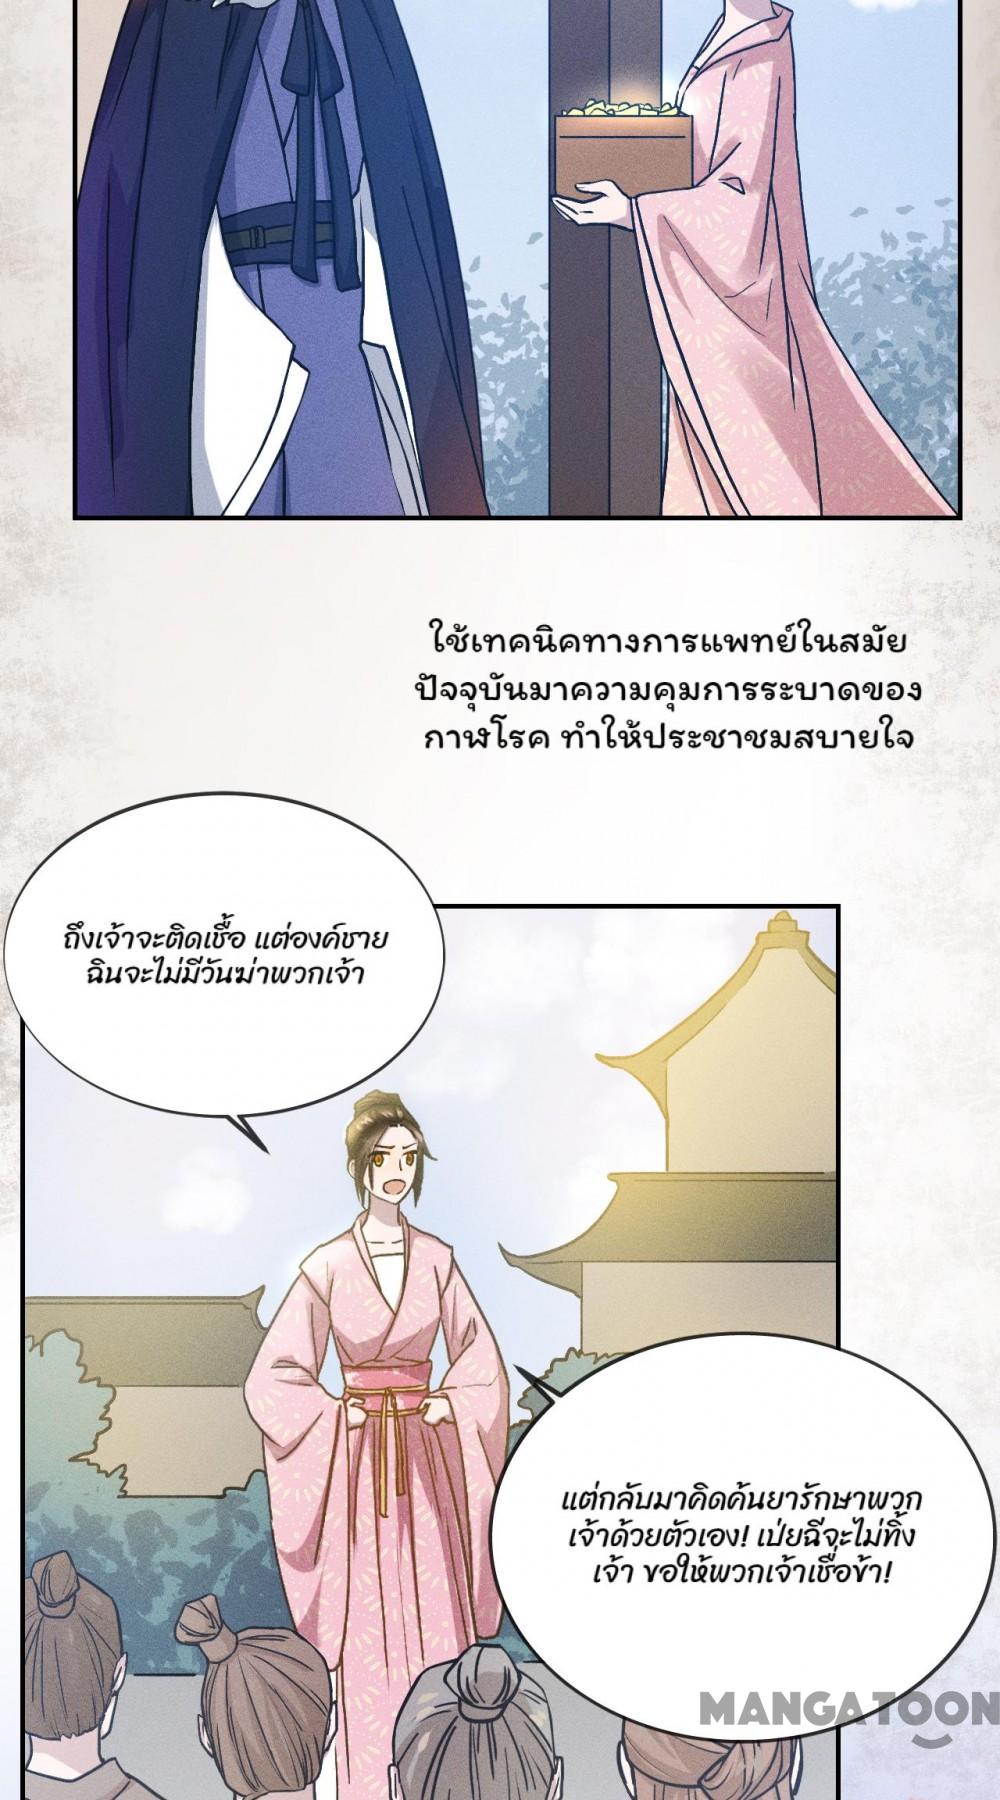 ใช้เทคนิคทางการแพทย์ในสมัย
ปัจจุบันมาความคุมการระบาดของ
กาฬโรค ทำให้ประชาชมสบายใจ
ถึงเจ้าจะติดเชื้อ แต่องค์ชาย
ฉินจะไม่มีวันฆ่าพวกเจ้า
แต่กลับมาคิดค้นยารักษาพวก
เจ้าด้วยตัวเอง! เป่ยฉีจะไม่ทิ้ง
เจ้า ขอให้พวกเจ้าเชื่อข้า!
MANGATOON